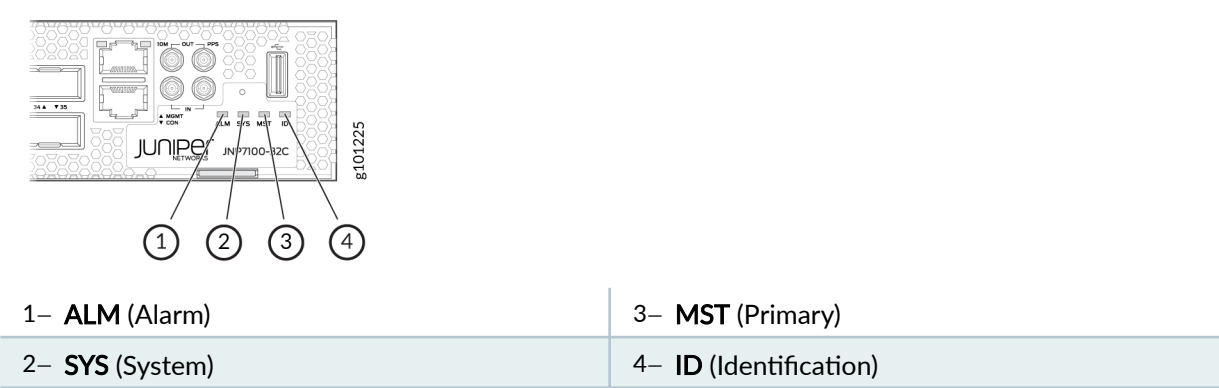 10M OUT PPS
IN
34 ▲ ▼ 35
▲ MGMT
▼ CON
ALM SYS MST ID
JUNIPER
NETWORKS
JNP7100-32C
g101225
1 2 3 4
1– ALM (Alarm)
3– MST (Primary)
2– SYS (System)
4– ID (Identification)